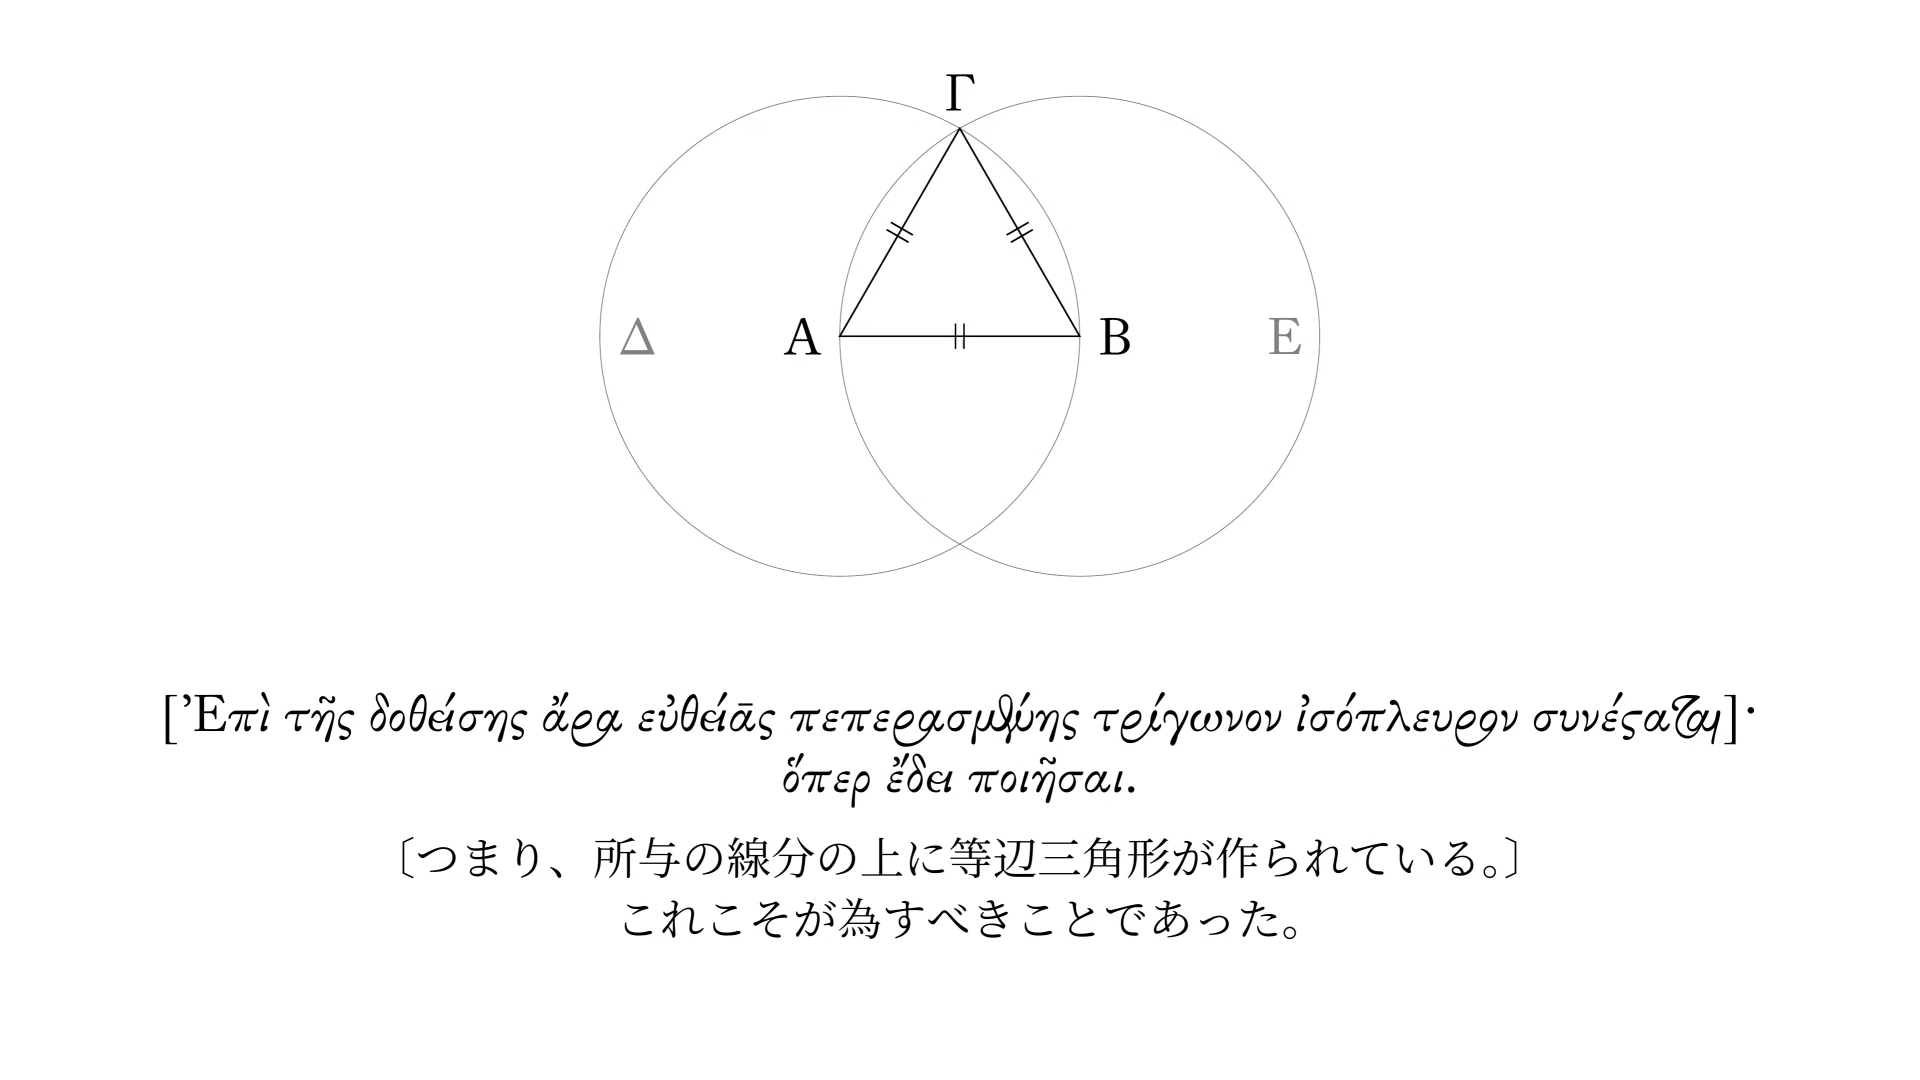 Γ
Δ Α Β Ε
[Ἐπὶ τῆς δοθείσης ἄρα εὐθείᾱς πεπερασμένης τρίγωνον ἰσόπλευρον συνέσταται]·
ὅπερ ἔδει ποιῆσαι.
〔つまり、所与の線分の上に等辺三角形が作られている。〕
これこそが為すべきことであった。